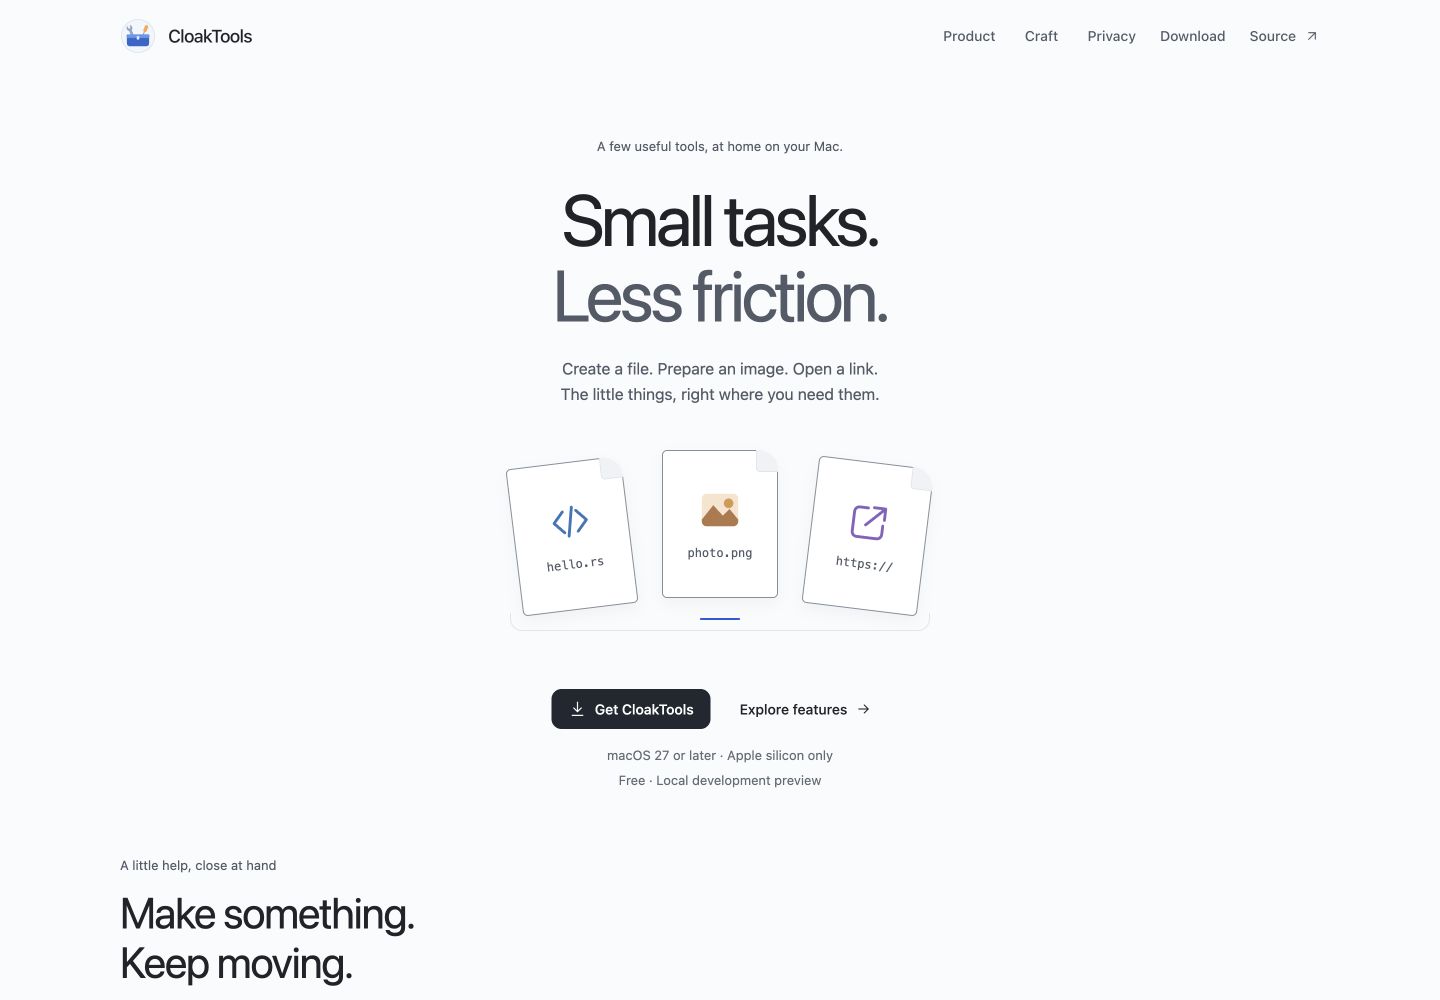 CloakTools
Product Craft Privacy Download Source
A few useful tools, at home on your Mac.
Small tasks.
Less friction.
Create a file. Prepare an image. Open a link.
The little things, right where you need them.
hello.rs
photo.png
https://
Get CloakTools
Explore features
macOS 27 or later · Apple silicon only
Free · Local development preview
A little help, close at hand
Make something.
Keep moving.